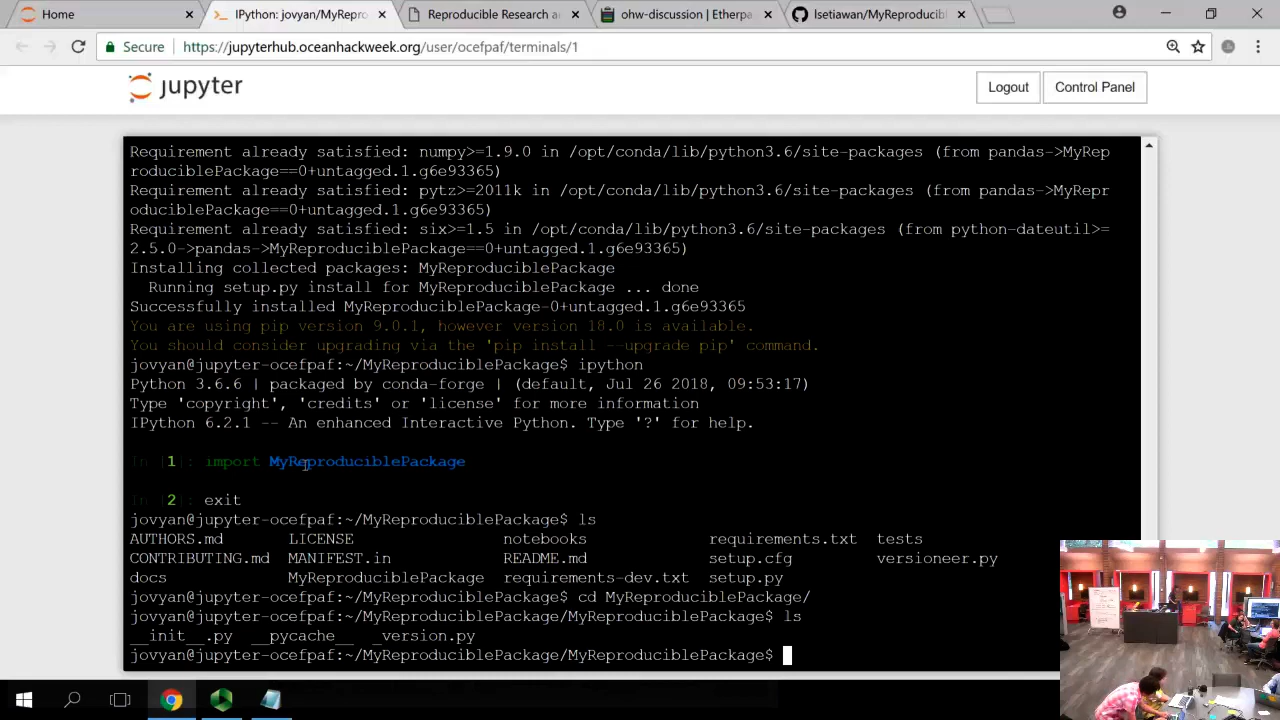 Home
IPython: jovyan/MyRepro
Reproducible Research a
ohw-discussion | Etherpa
lsetiawan/MyReproducibl
Secure https://jupyterhub.oceanhackweek.org/user/ocefpaf/terminals/1
jupyter
Logout Control Panel
Requirement already satisfied: numpy>=1.9.0 in /opt/conda/lib/python3.6/site-packages (from pandas->MyRep
roduciblePackage==0+untagged.1.g6e93365)
Requirement already satisfied: pytz>=2011k in /opt/conda/lib/python3.6/site-packages (from pandas->MyRepr
oduciblePackage==0+untagged.1.g6e93365)
Requirement already satisfied: six>=1.5 in /opt/conda/lib/python3.6/site-packages (from python-dateutil>=
2.5.0->pandas->MyReproduciblePackage==0+untagged.1.g6e93365)
Installing collected packages: MyReproduciblePackage
Running setup.py install for MyReproduciblePackage ... done
Successfully installed MyReproduciblePackage-0+untagged.1.g6e93365
You are using pip version 9.0.1, however version 18.0 is available.
You should consider upgrading via the 'pip install --upgrade pip' command.
jovyan@jupyter-ocefpaf:~/MyReproduciblePackage$ ipython
Python 3.6.6 | packaged by conda-forge | (default, Jul 26 2018, 09:53:17)
Type 'copyright', 'credits' or 'license' for more information
IPython 6.2.1 -- An enhanced Interactive Python. Type '?' for help.
In [1]: import MyReproduciblePackage
In [2]: exit
jovyan@jupyter-ocefpaf:~/MyReproduciblePackage$ ls
AUTHORS.md LICENSE notebooks requirements.txt tests
CONTRIBUTING.md MANIFEST.in README.md setup.cfg versioneer.py
docs MyReproduciblePackage requirements-dev.txt setup.py
jovyan@jupyter-ocefpaf:~/MyReproduciblePackage$ cd MyReproduciblePackage/
jovyan@jupyter-ocefpaf:~/MyReproduciblePackage/MyReproduciblePackage$ ls
__init__.py __pycache__ _version.py
jovyan@jupyter-ocefpaf:~/MyReproduciblePackage/MyReproduciblePackage$